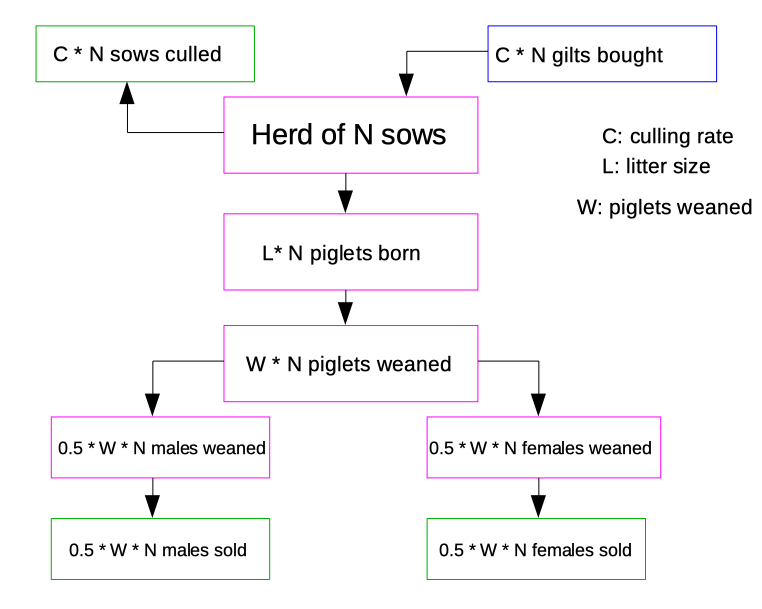 C * N sows culled
C * N gilts bought
Herd of N sows
C: culling rate
L: litter size
W: piglets weaned
L* N piglets born
W * N piglets weaned
0.5 * W * N males weaned
0.5 * W * N females weaned
0.5 * W * N males sold
0.5 * W * N females sold